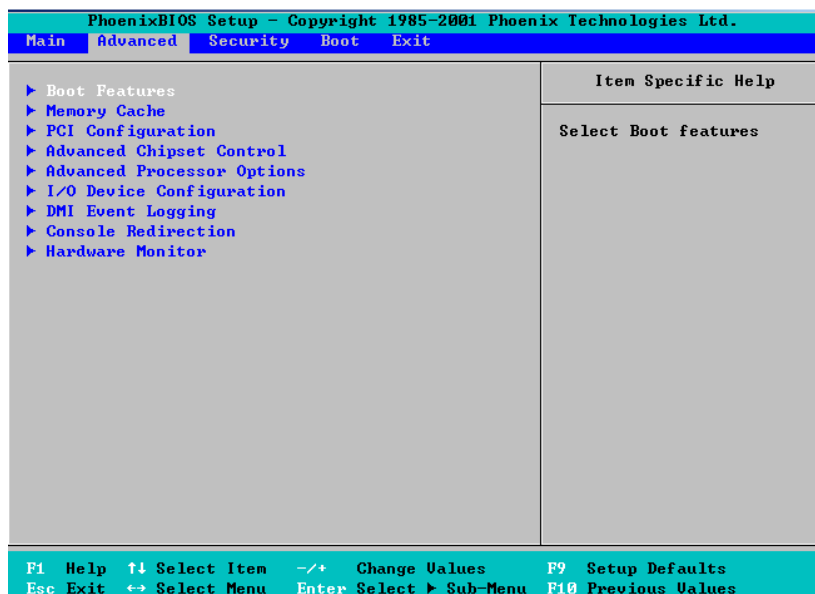 PhoenixBIOS Setup - Copyright 1985-2001 Phoenix Technologies Ltd.
Main Advanced Security Boot Exit
Item Specific Help
Boot Features
Memory Cache
PCI Configuration
Advanced Chipset Control
Advanced Processor Options
I/O Device Configuration
DMI Event Logging
Console Redirection
Hardware Monitor
Select Boot features
F1 Help ↑↓ Select Item -/+ Change Values F9 Setup Defaults
Esc Exit ↔ Select Menu Enter Select ▶ Sub-Menu F10 Previous Values